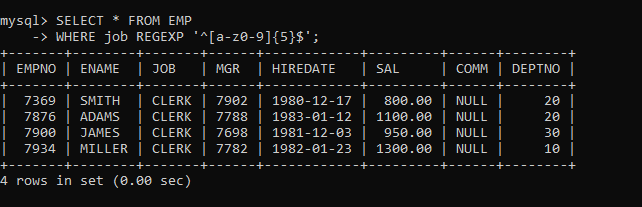 mysql> SELECT * FROM EMP
    -> WHERE job REGEXP '^[a-z0-9]{5}$';
+-------+--------+-------+------+------------+---------+------+--------+
| EMPNO | ENAME  | JOB   | MGR  | HIREDATE   | SAL     | COMM | DEPTNO |
+-------+--------+-------+------+------------+---------+------+--------+
|  7369 | SMITH  | CLERK | 7902 | 1980-12-17 |  800.00 | NULL |     20 |
|  7876 | ADAMS  | CLERK | 7788 | 1983-01-12 | 1100.00 | NULL |     20 |
|  7900 | JAMES  | CLERK | 7698 | 1981-12-03 |  950.00 | NULL |     30 |
|  7934 | MILLER | CLERK | 7782 | 1982-01-23 | 1300.00 | NULL |     10 |
+-------+--------+-------+------+------------+---------+------+--------+
4 rows in set (0.00 sec)